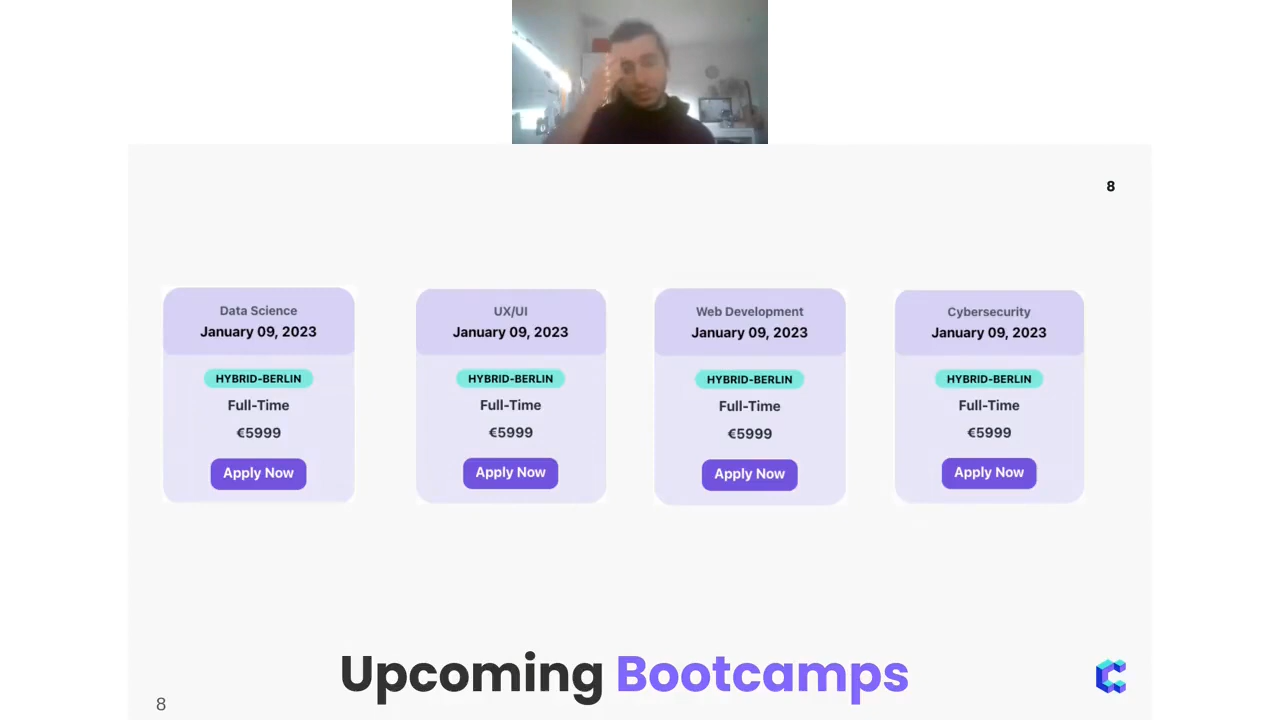 8
Data Science
January 09, 2023
HYBRID-BERLIN
Full-Time
€5999
Apply Now
UX/UI
January 09, 2023
HYBRID-BERLIN
Full-Time
€5999
Apply Now
Web Development
January 09, 2023
HYBRID-BERLIN
Full-Time
€5999
Apply Now
Cybersecurity
January 09, 2023
HYBRID-BERLIN
Full-Time
€5999
Apply Now
Upcoming Bootcamps
8